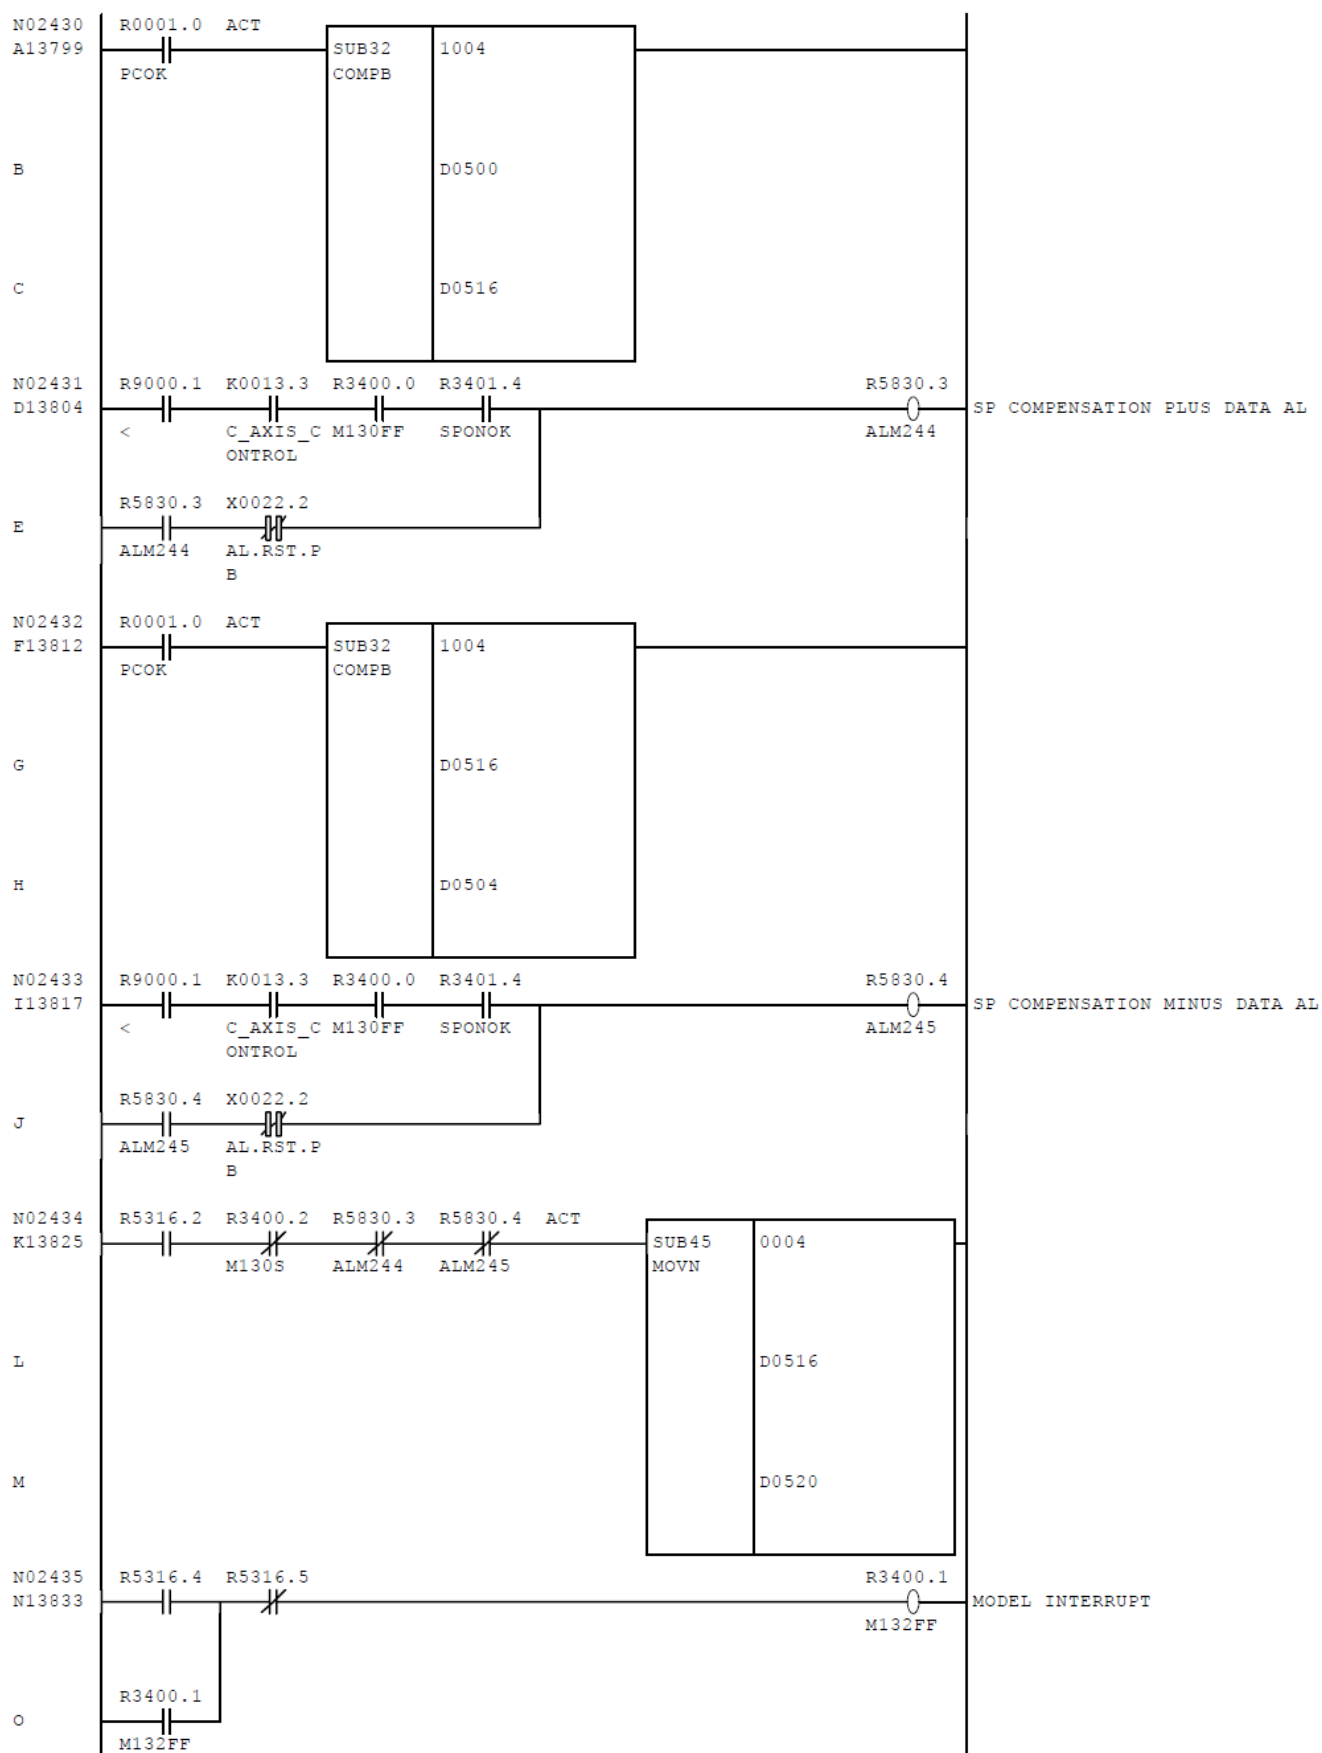 N02430 R0001.0 ACT
A13799 SUB32 1004
PCOK COMPB
B D0500
C D0516
N02431 R9000.1 K0013.3 R3400.0 R3401.4 R5830.3
D13804 SP COMPENSATION PLUS DATA AL
< C_AXIS_C M130FF SPONOK ALM244
ONTROL
R5830.3 X0022.2
E
ALM244 AL.RST.P
B
N02432 R0001.0 ACT
F13812 SUB32 1004
PCOK COMPB
G D0516
H D0504
N02433 R9000.1 K0013.3 R3400.0 R3401.4 R5830.4
I13817 SP COMPENSATION MINUS DATA AL
< C_AXIS_C M130FF SPONOK ALM245
ONTROL
R5830.4 X0022.2
J
ALM245 AL.RST.P
B
N02434 R5316.2 R3400.2 R5830.3 R5830.4 ACT
K13825 SUB45 0004
M130S ALM244 ALM245 MOVN
L D0516
M D0520
N02435 R5316.4 R5316.5 R3400.1
N13833 MODEL INTERRUPT
M132FF
R3400.1
O
M132FF